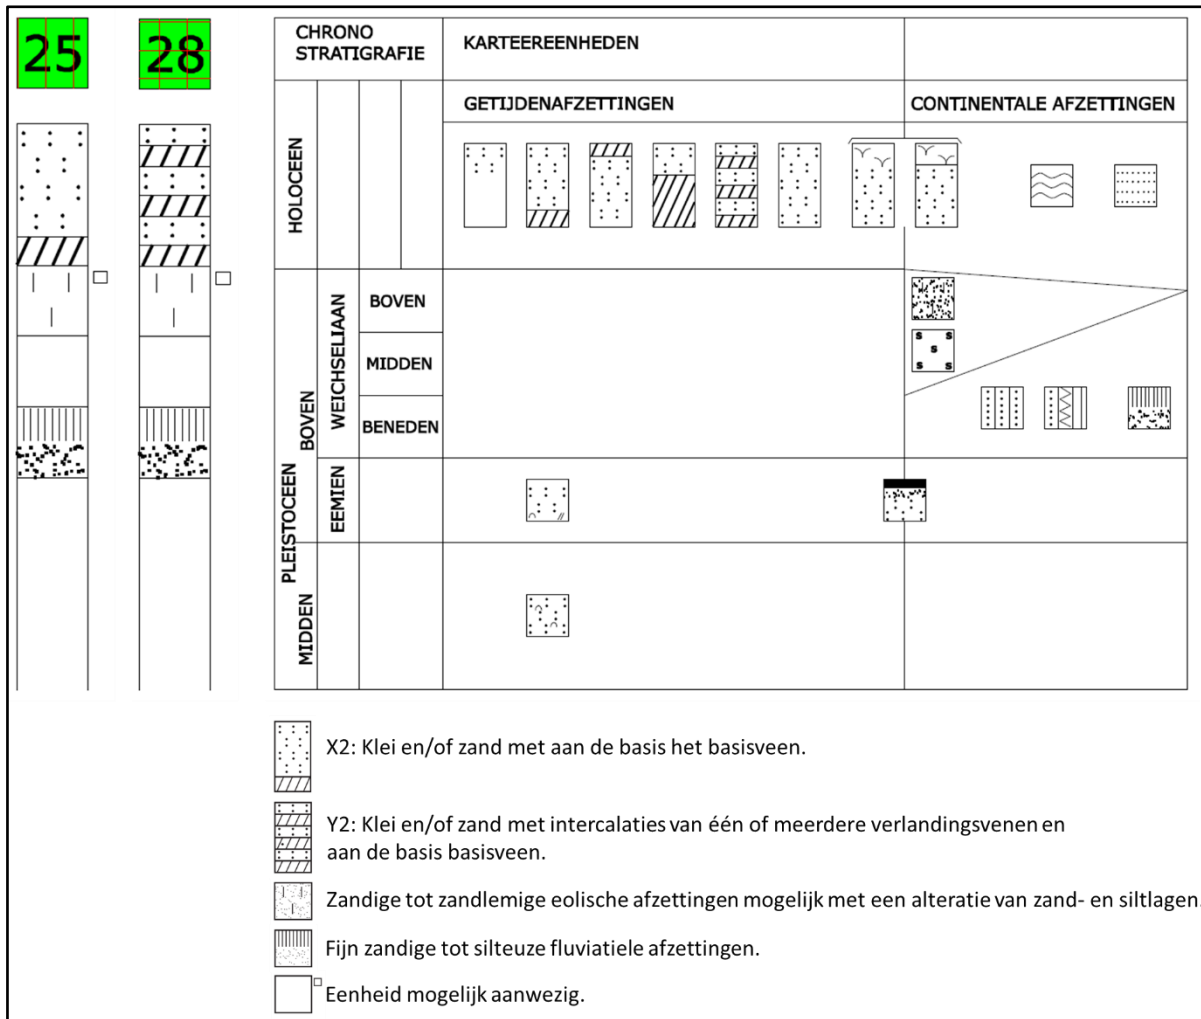 25
28
CHRONO
STRATIGRAFIE
KARTEEREENHEDEN
GETIJDENAFZETTINGEN
CONTINENTALE AFZETTINGEN
HOLOCEEN
PLEISTOCEEN
BOVEN
WEICHSELIAAN
BOVEN
MIDDEN
BENEDEN
EEMIEN
MIDDEN
S S
S
S S
X2: Klei en/of zand met aan de basis het basisveen.
Y2: Klei en/of zand met intercalaties van één of meerdere verlandingsvenen en
aan de basis basisveen.
Zandige tot zandlemige eolische afzettingen mogelijk met een alteratie van zand- en siltlagen.
Fijn zandige tot silteuze fluviatiele afzettingen.
Eenheid mogelijk aanwezig.